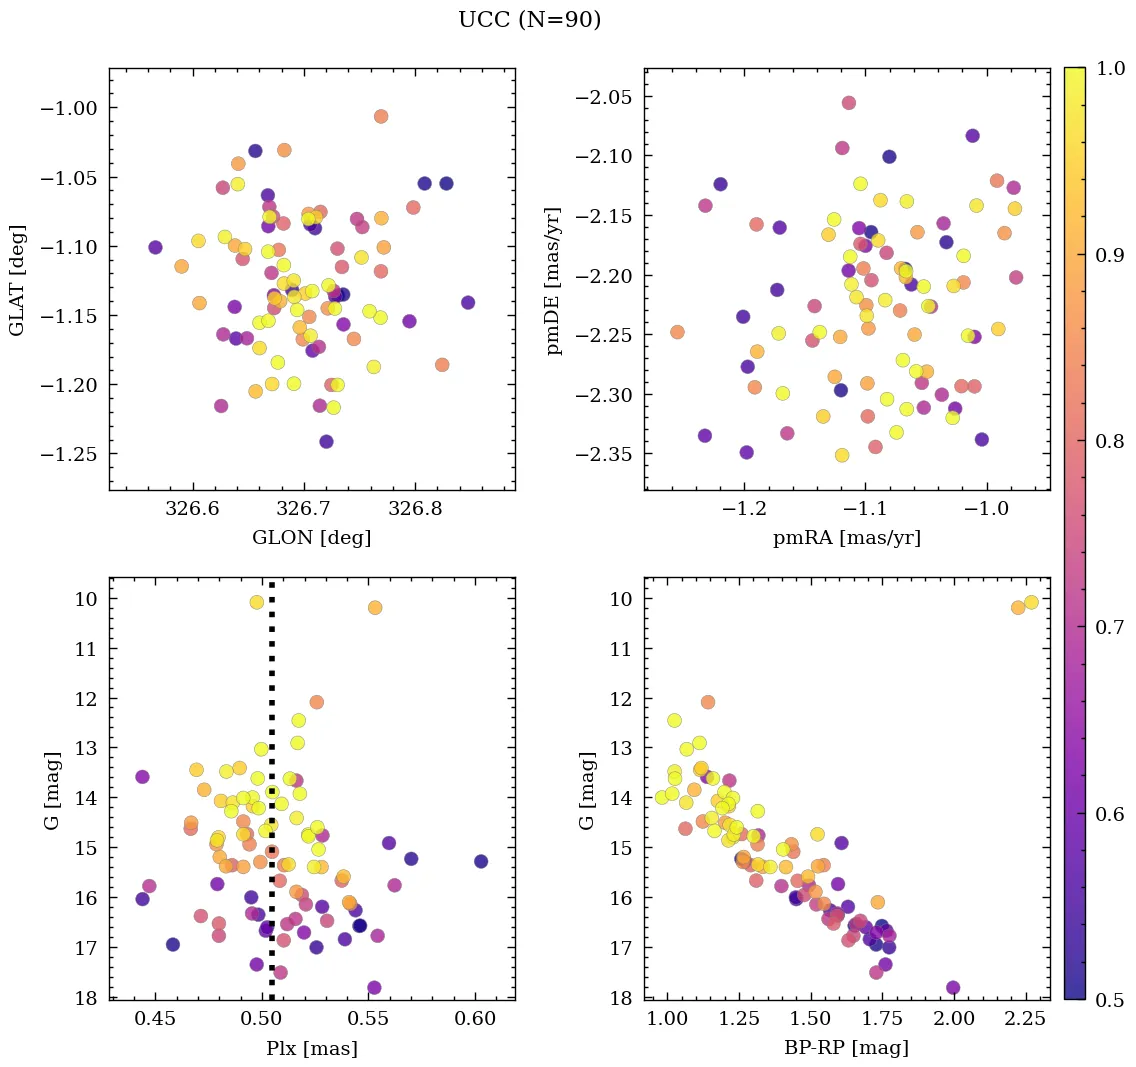 UCC (N=90)
−1.00
−1.05
−1.10
−1.15
−1.20
−1.25
GLAT [deg]
326.6 326.7 326.8
GLON [deg]
−2.05
−2.10
−2.15
−2.20
−2.25
−2.30
−2.35
pmDE [mas/yr]
−1.2 −1.1 −1.0
pmRA [mas/yr]
1.0
0.9
0.8
0.7
0.6
0.5
10
11
12
13
14
15
16
17
18
G [mag]
0.45 0.50 0.55 0.60
Plx [mas]
10
11
12
13
14
15
16
17
18
G [mag]
1.00 1.25 1.50 1.75 2.00 2.25
BP-RP [mag]